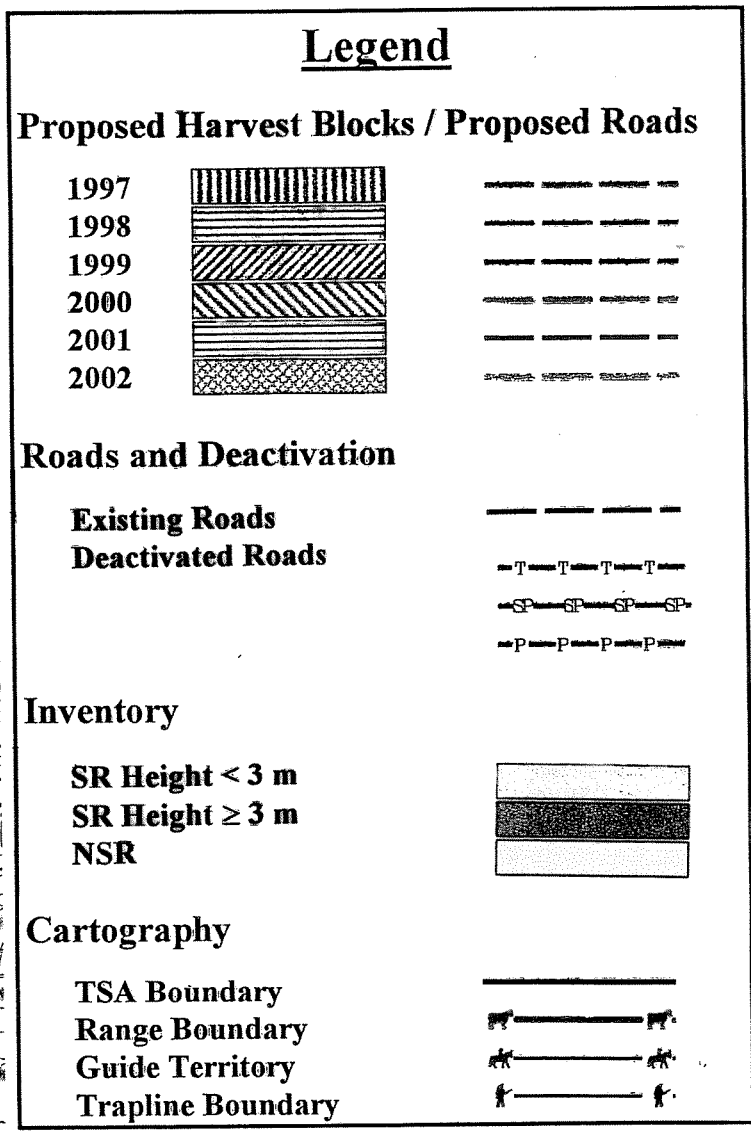 Legend
Proposed Harvest Blocks / Proposed Roads
1997
1998
1999
2000
2001
2002
Roads and Deactivation
Existing Roads
Deactivated Roads
T T T T
SP SP SP SP
P P P P
Inventory
SR Height < 3 m
SR Height ≥ 3 m
NSR
Cartography
TSA Boundary
Range Boundary
Guide Territory
Trapline Boundary